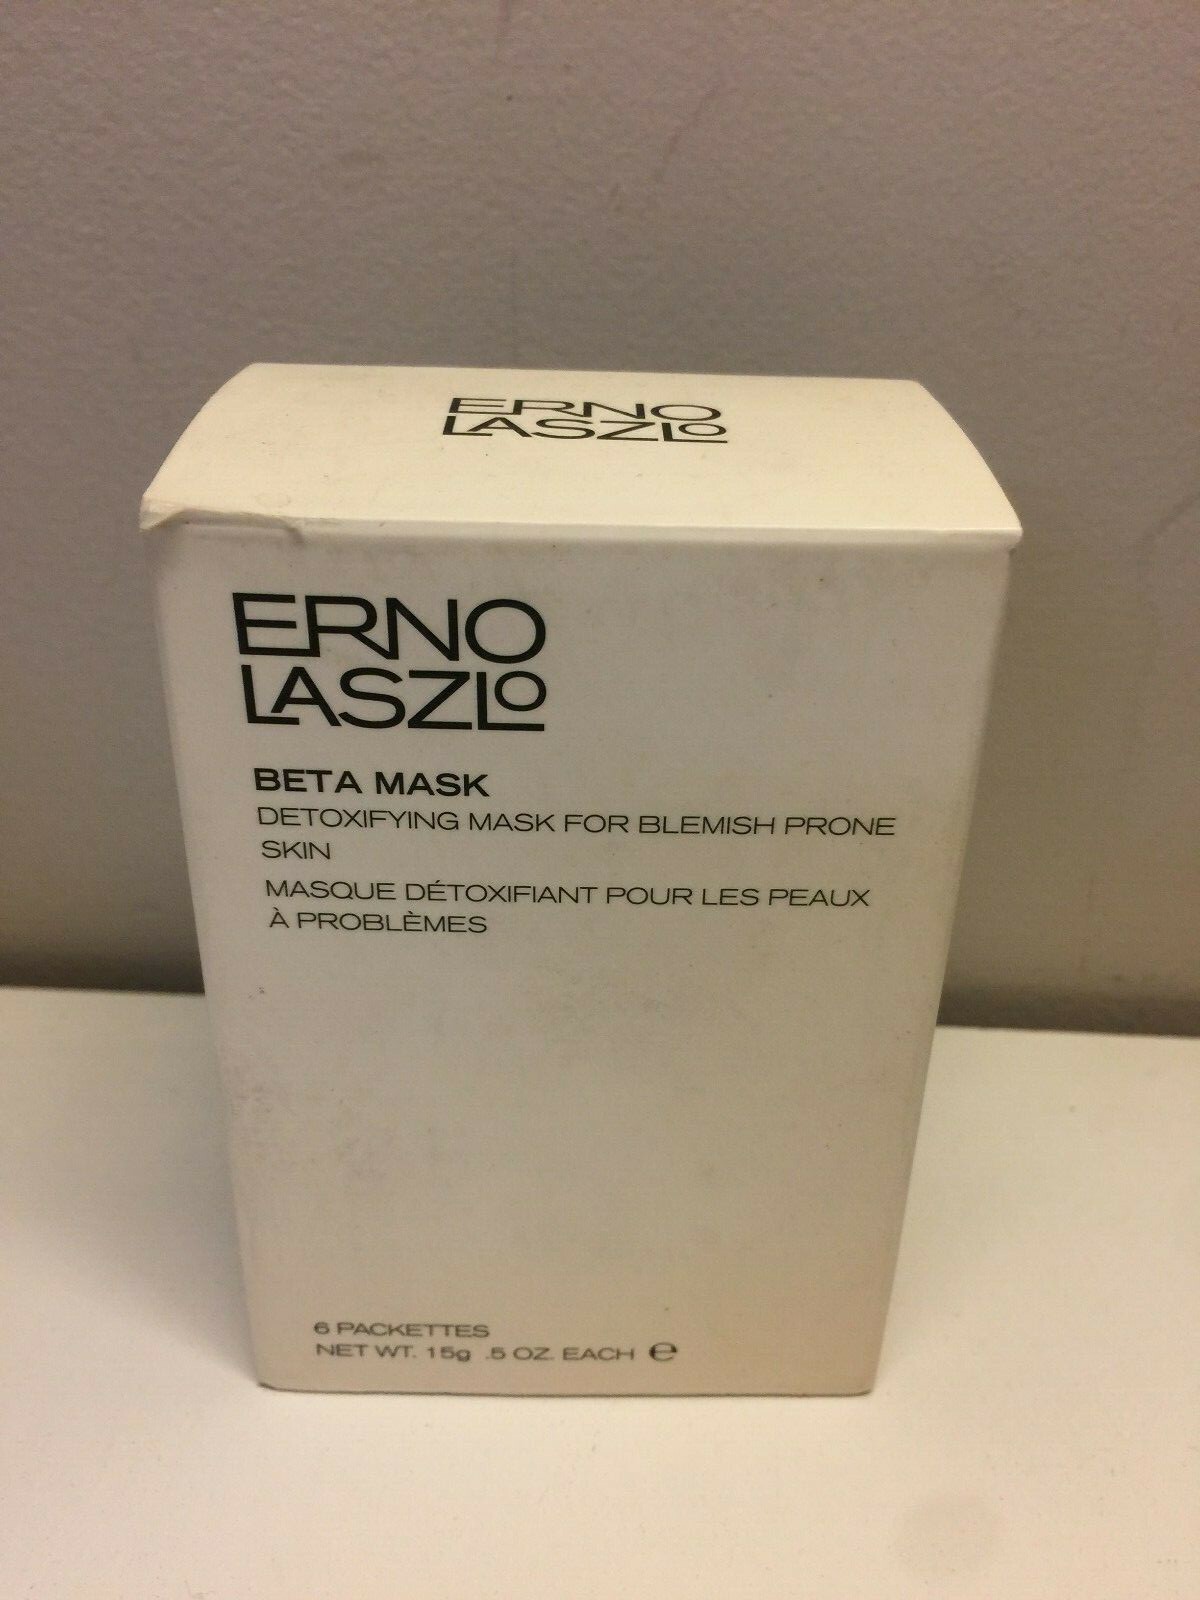 ERNO
LASZLO
ERNO
LASZLO
BETA MASK
DETOXIFYING MASK FOR BLEMISH PRONE
SKIN
MASQUE DÉTOXIFIANT POUR LES PEAUX
À PROBLÈMES
6 PACKETTES
NET WT. 15g .5 OZ. EACH ℮